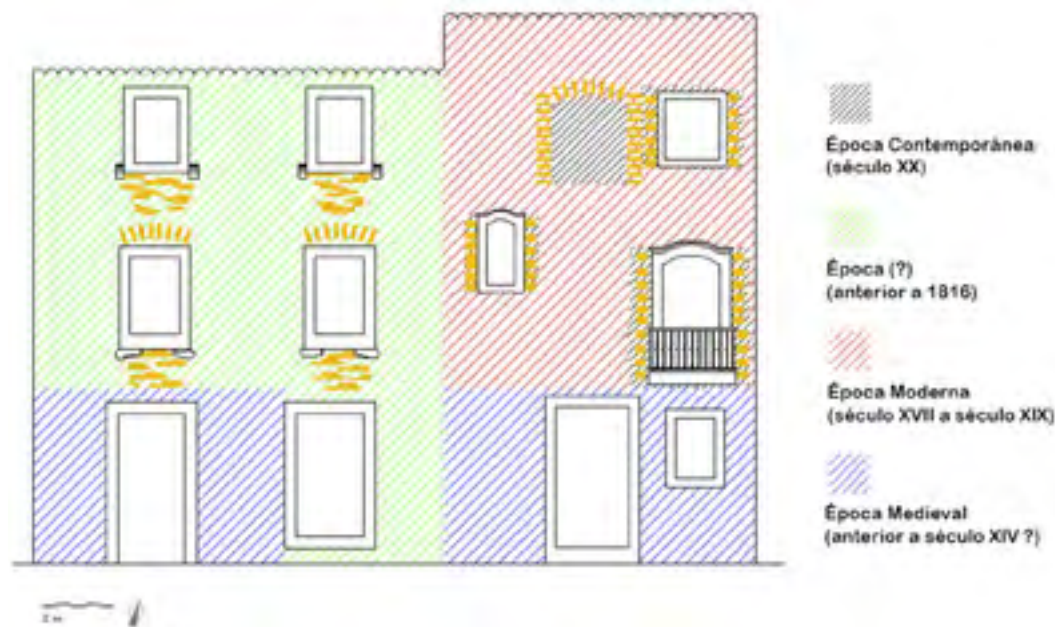 Época Contemporânea
(século XX)
Época (?)
(anterior a 1816)
Época Moderna
(século XVII a século XIX)
Época Medieval
(anterior a século XIV ?)